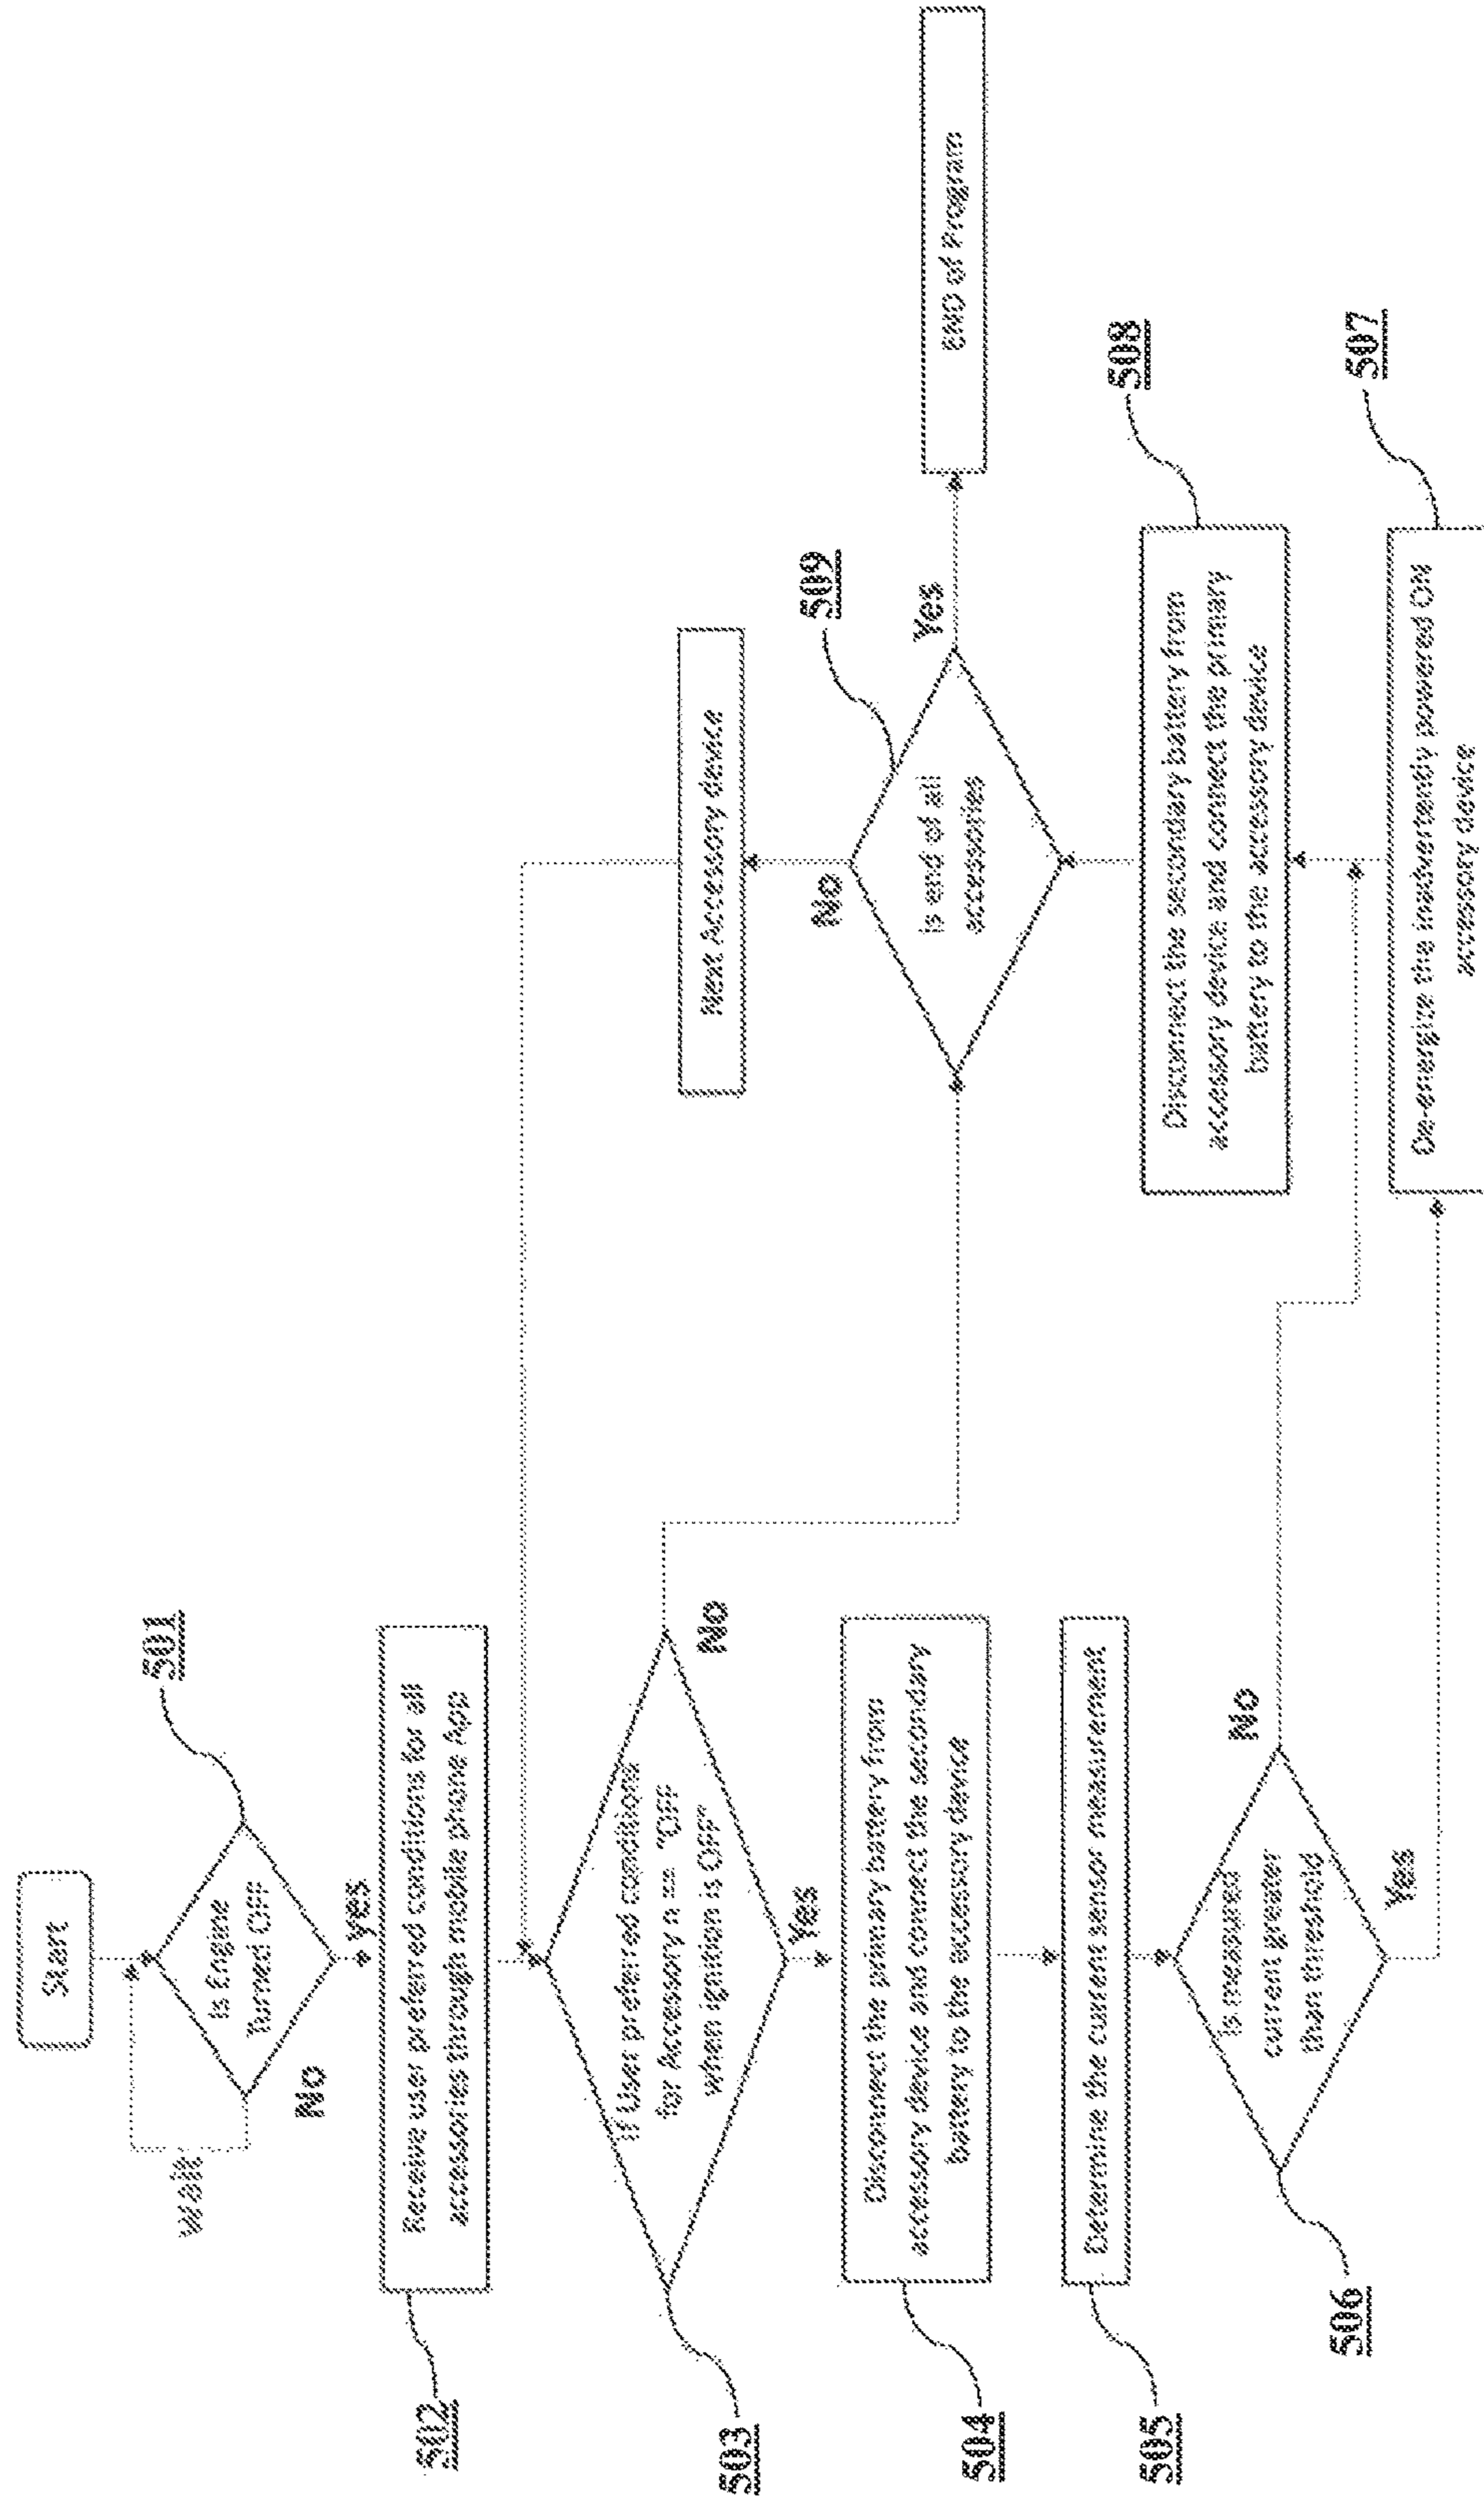 Start
501
Is Engine
Turned OFF
wait
No
yes
502
Receive user preferred conditions for all
accessories through mobile phone App
503
If User preferred conditions
for Accessory n == "OFF
when ignition is OFF"
No
Yes
504
Disconnect the primary battery from
accessory device and connect the secondary
battery to the accessory device
505
Determine the current sensor measurement
506
Is measured
current greater
than threshold
No
Yes
Next Accessory device
509
No
is end of all
accessories
Yes
END of Program
508
Disconnect the secondary battery from
accessory device and connect the primary
battery to the accessory device
507
De-energize the inadvertently powered ON
accessory device